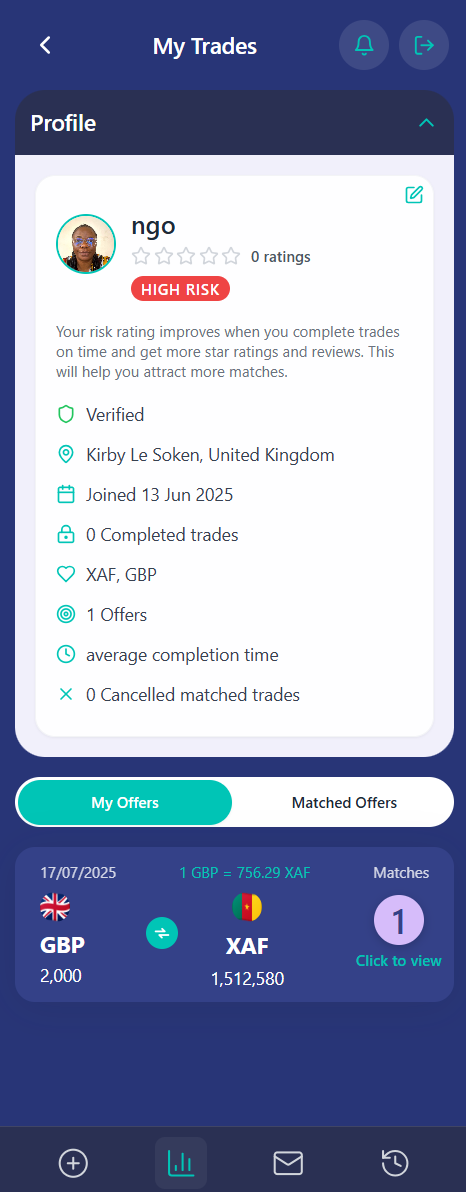 My Trades
Profile
ngo
0 ratings
HIGH RISK
Your risk rating improves when you complete trades
on time and get more star ratings and reviews. This
will help you attract more matches.
Verified
Kirby Le Soken, United Kingdom
Joined 13 Jun 2025
0 Completed trades
XAF, GBP
1 Offers
average completion time
0 Cancelled matched trades
My Offers Matched Offers
17/07/2025 1 GBP = 756.29 XAF Matches
1
GBP XAF
2,000 1,512,580
Click to view